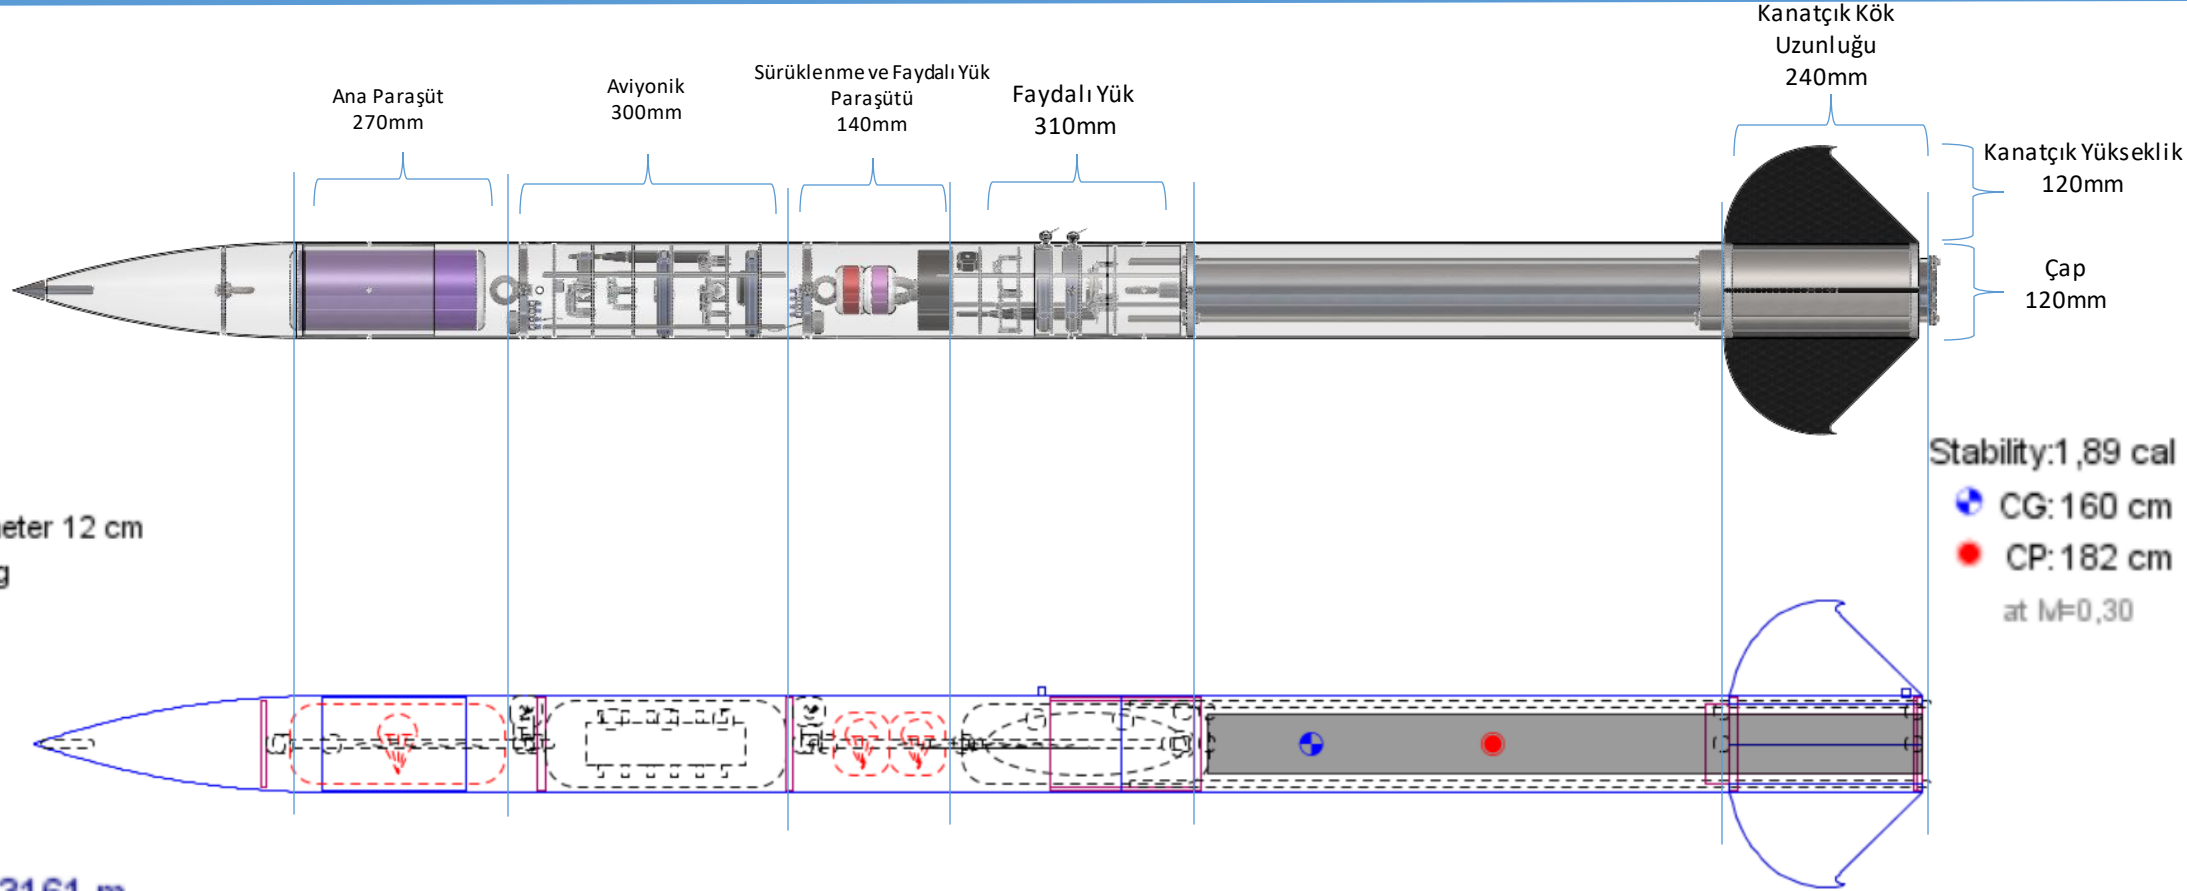 Kanatçık Kök
Uzunluğu
240mm
Ana Paraşüt
270mm
Aviyonik
300mm
Sürüklenme ve Faydalı Yük
Paraşütü
140mm
Faydalı Yük
310mm
Kanatçık Yükseklik
120mm
Çap
120mm
Stability:1,89 cal
CG:160 cm
CP:182 cm
at M=0,30
12 cm
3161 m